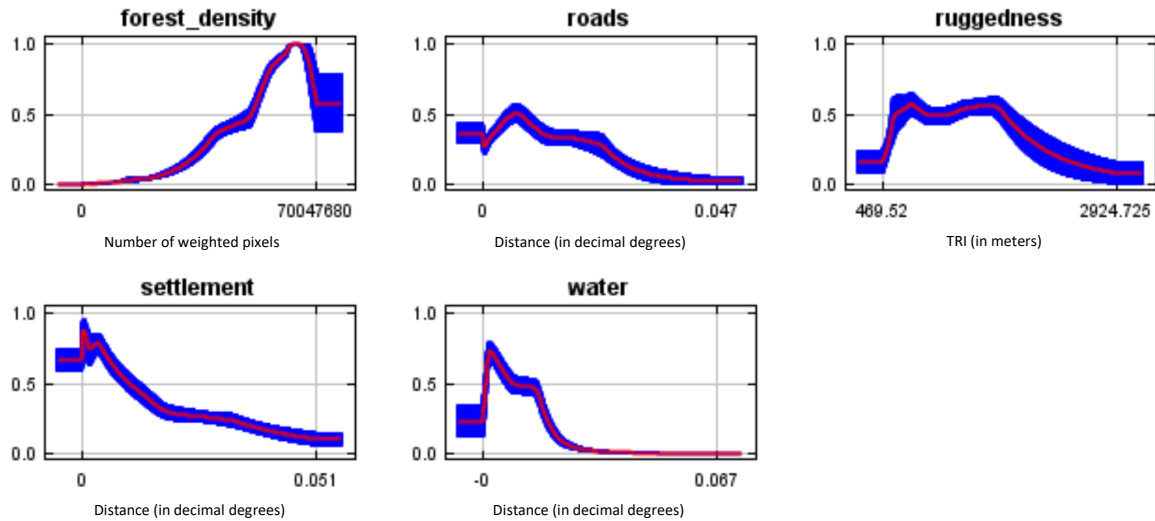 forest_density
1.0
0.5
0.0
0 70047680
Number of weighted pixels
roads
1.0
0.5
0.0
0 0.047
Distance (in decimal degrees)
ruggedness
1.0
0.5
0.0
469.52 2924.725
TRI (in meters)
settlement
1.0
0.5
0.0
0 0.051
Distance (in decimal degrees)
water
1.0
0.5
0.0
-0 0.067
Distance (in decimal degrees)